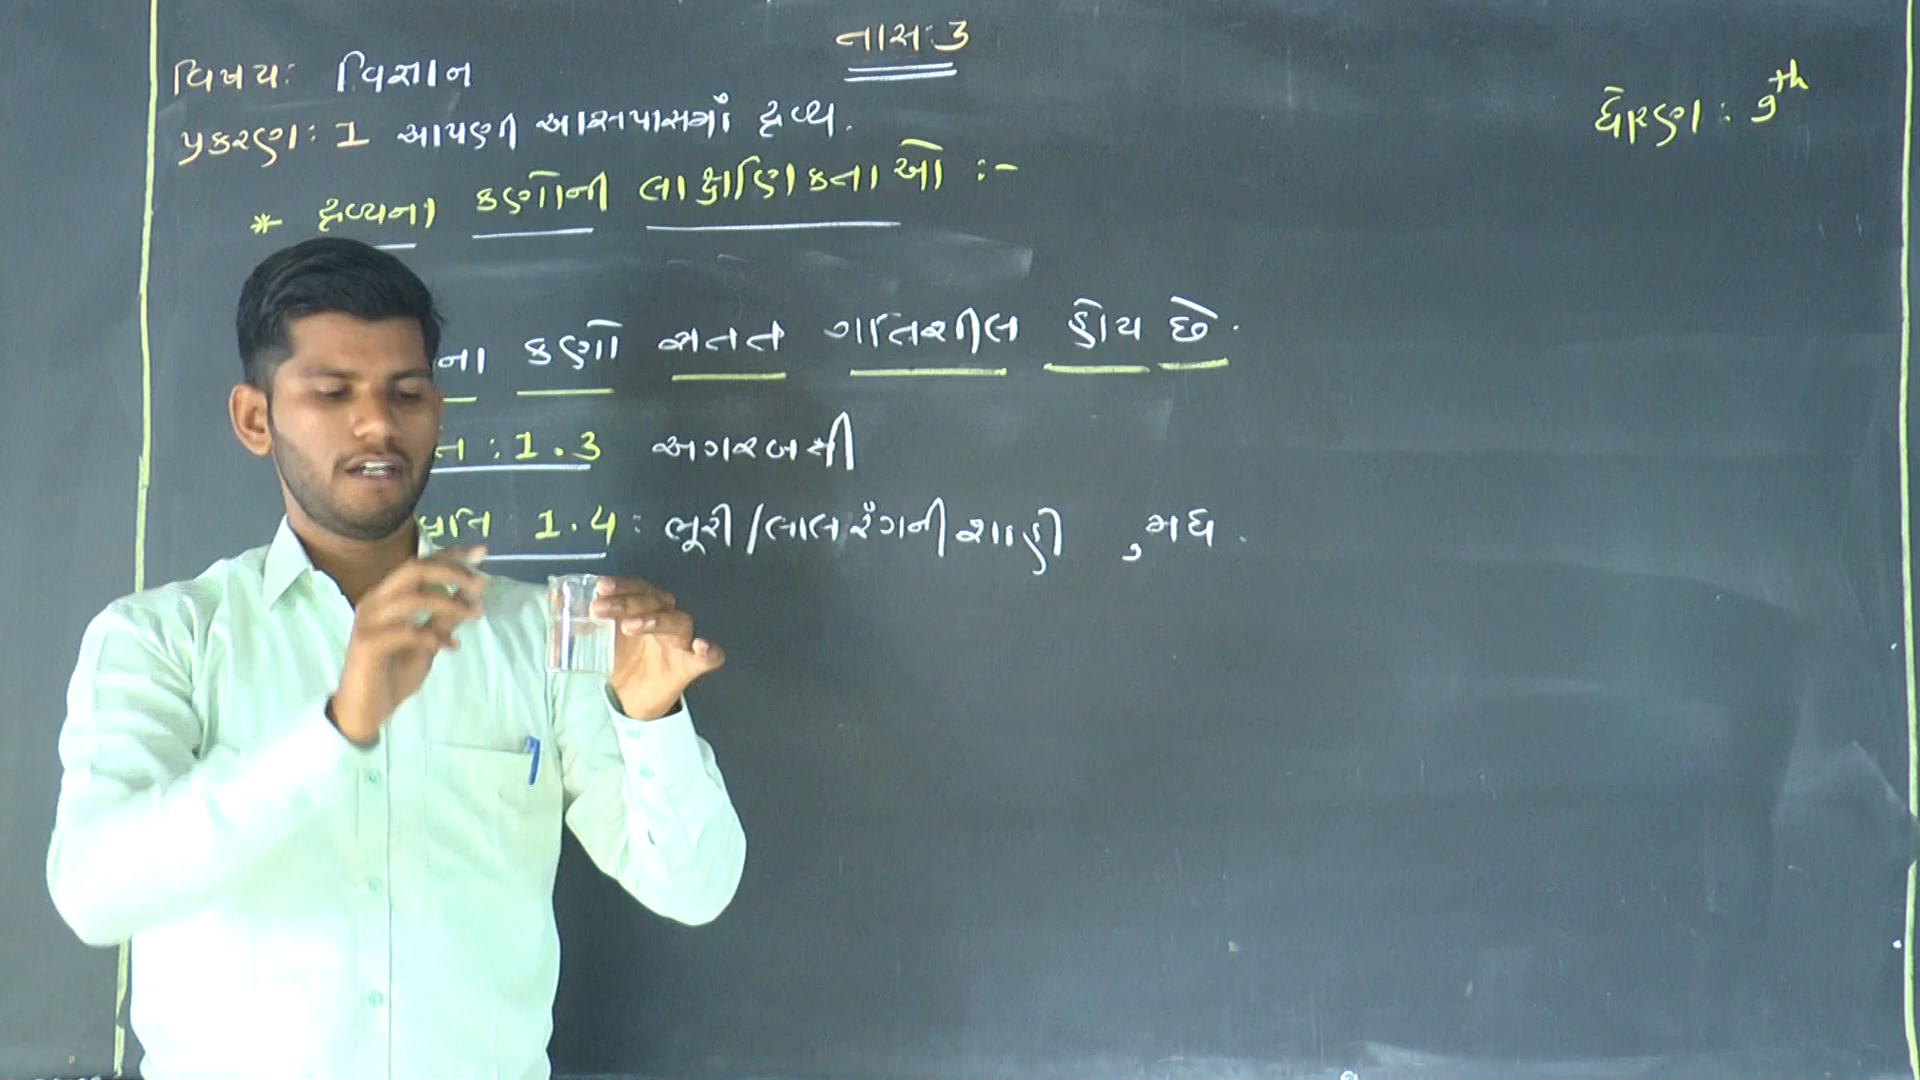 તાસ: 3
વિષય: વિજ્ઞાન
ધોરણ : 9th
પ્રકરણ: 1 આપણી આસપાસમાં દ્રવ્ય.
* દ્રવ્યના કણોની લાક્ષણિકતાઓ :-
ના કણો સતત ગતિશીલ હોય છે.
: 1.3 અગરબત્તી
1.4 : ભૂરી/લાલ રંગની શાહી , મધ.